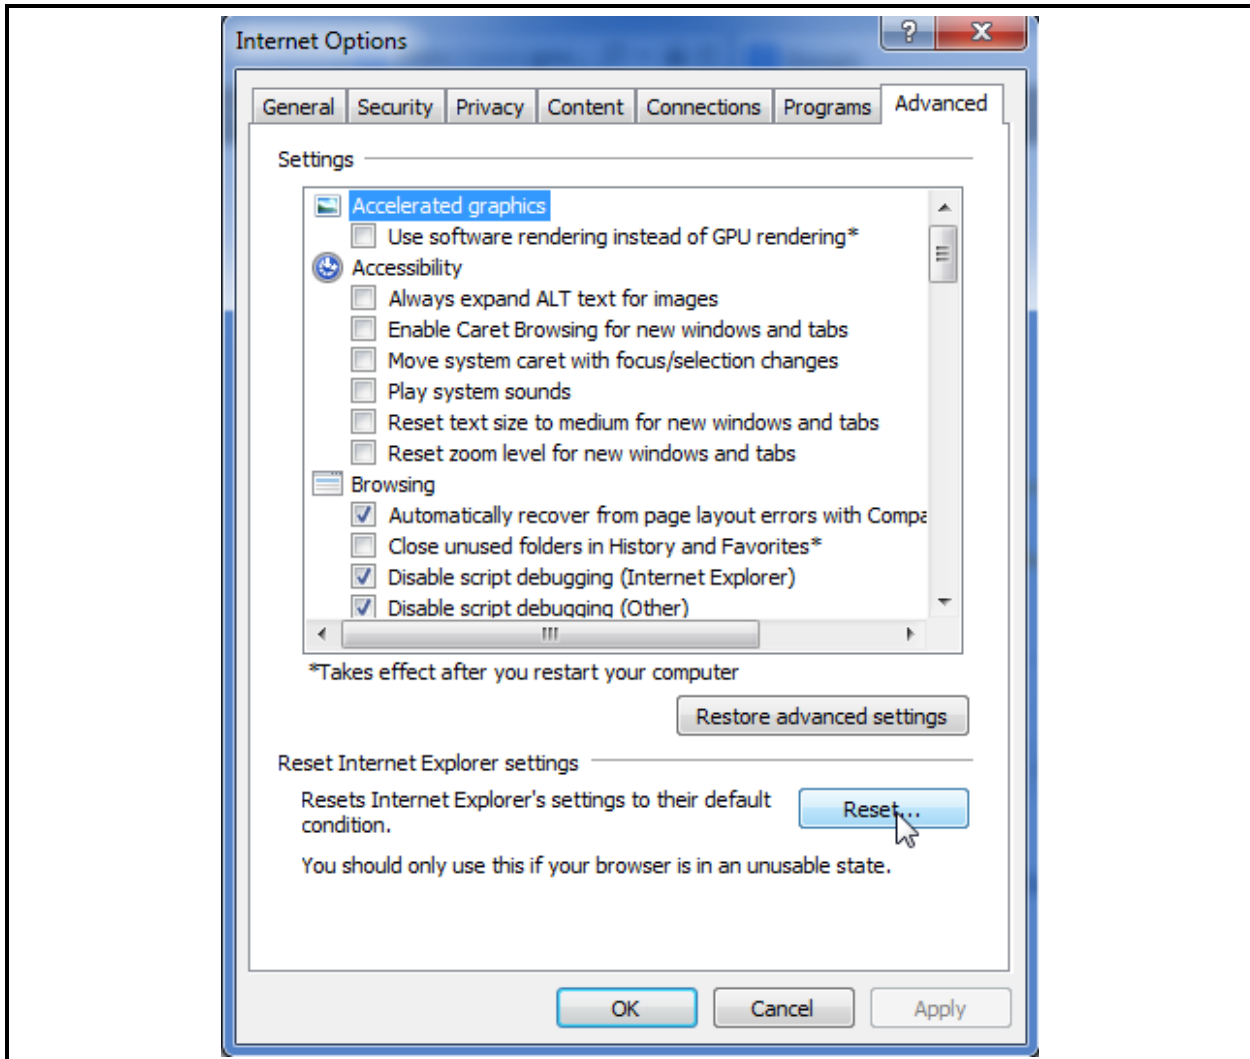 Internet Options
? X
General Security Privacy Content Connections Programs Advanced
Settings
Accelerated graphics
Use software rendering instead of GPU rendering*
Accessibility
Always expand ALT text for images
Enable Caret Browsing for new windows and tabs
Move system caret with focus/selection changes
Play system sounds
Reset text size to medium for new windows and tabs
Reset zoom level for new windows and tabs
Browsing
Automatically recover from page layout errors with Compa
Close unused folders in History and Favorites*
Disable script debugging (Internet Explorer)
Disable script debugging (Other)
*Takes effect after you restart your computer
Restore advanced settings
Reset Internet Explorer settings
Resets Internet Explorer's settings to their default
condition.
Reset...
You should only use this if your browser is in an unusable state.
OK Cancel Apply